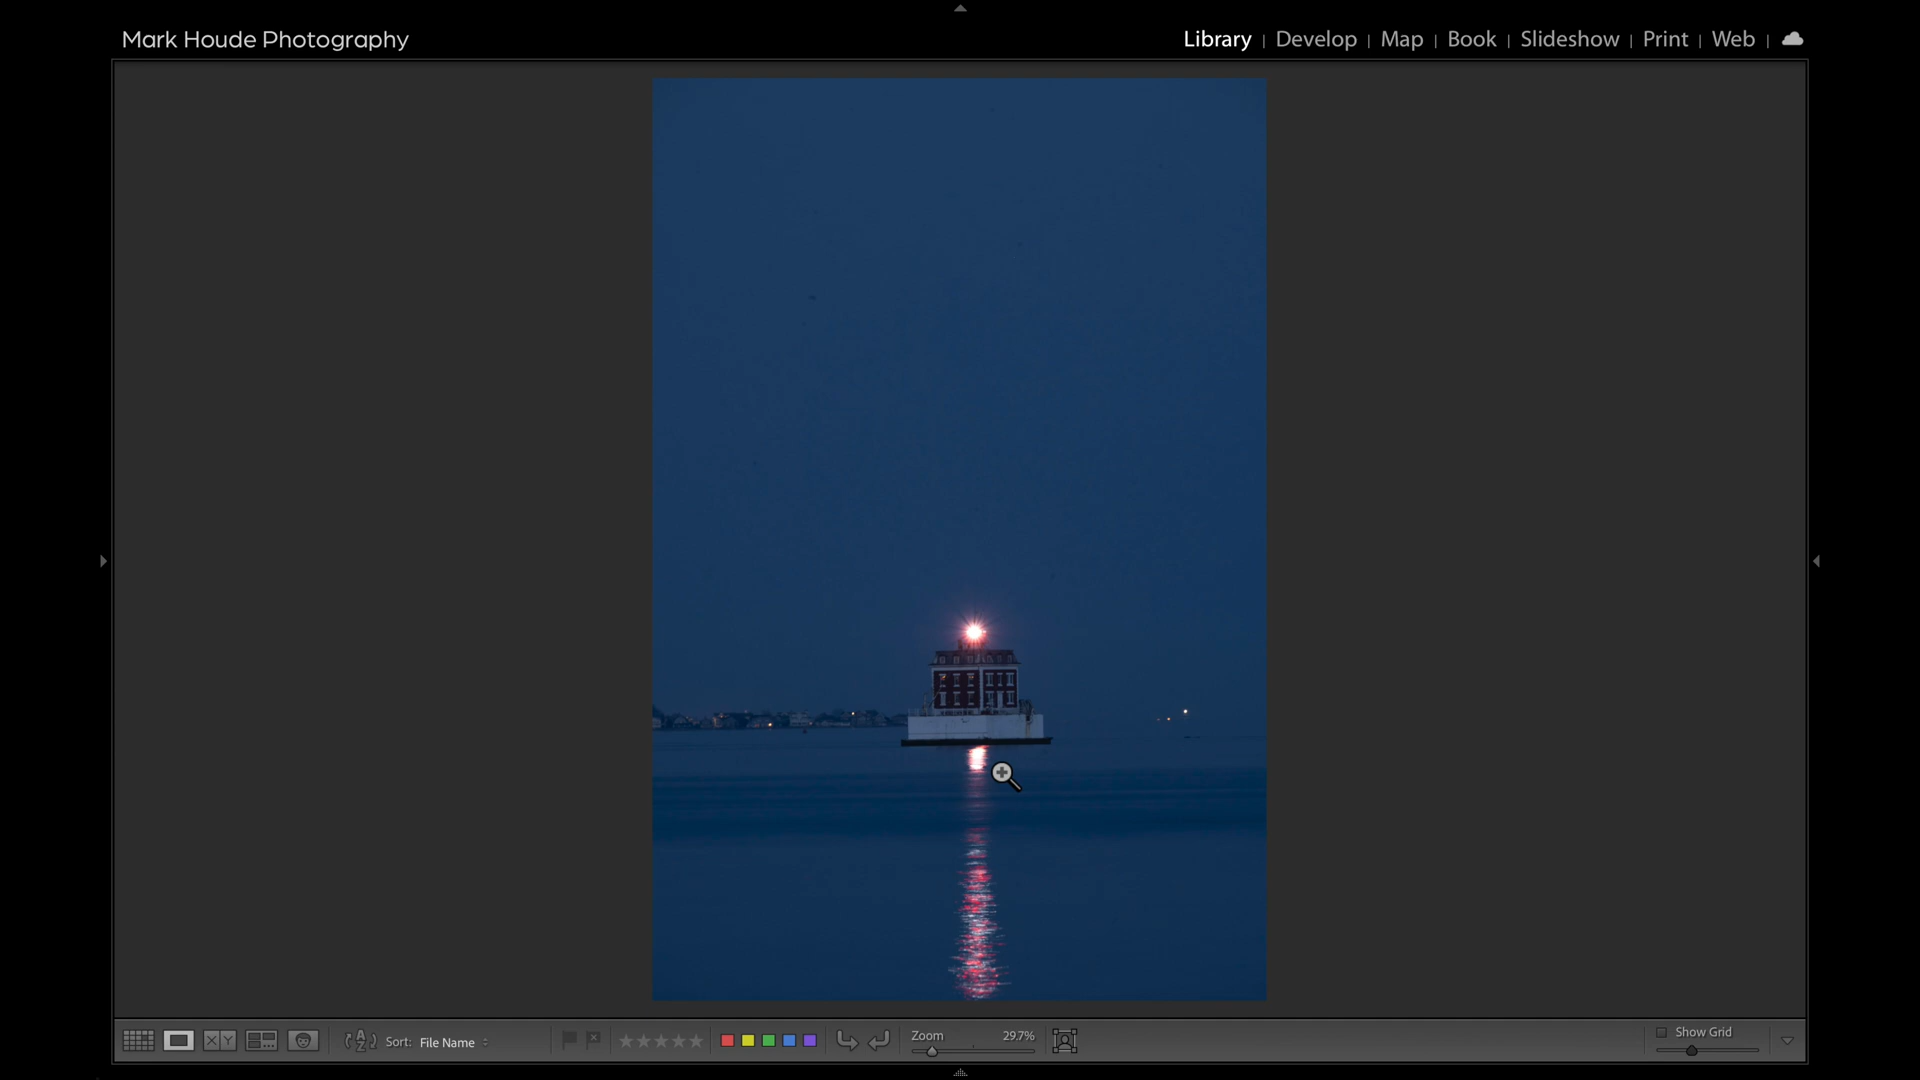 Mark Houde Photography
Library | Develop | Map | Book | Slideshow | Print | Web |
Sort: File Name
Zoom 29.7%
Show Grid